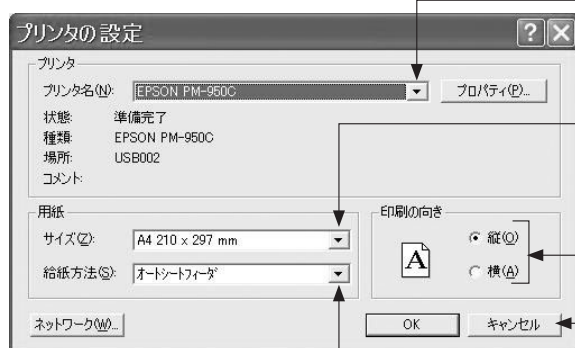 プリンタの設定
プリンタ
プリンタ名(N): EPSON PM-950C プロパティ(P)...
状態: 準備完了
種類: EPSON PM-950C
場所: USB002
コメント:
用紙
サイズ(Z): A4 210 x 297 mm
給紙方法(S): オートシートフィーダ
印刷の向き
A
縦(O)
横(A)
ネットワーク(W)... OK キャンセル